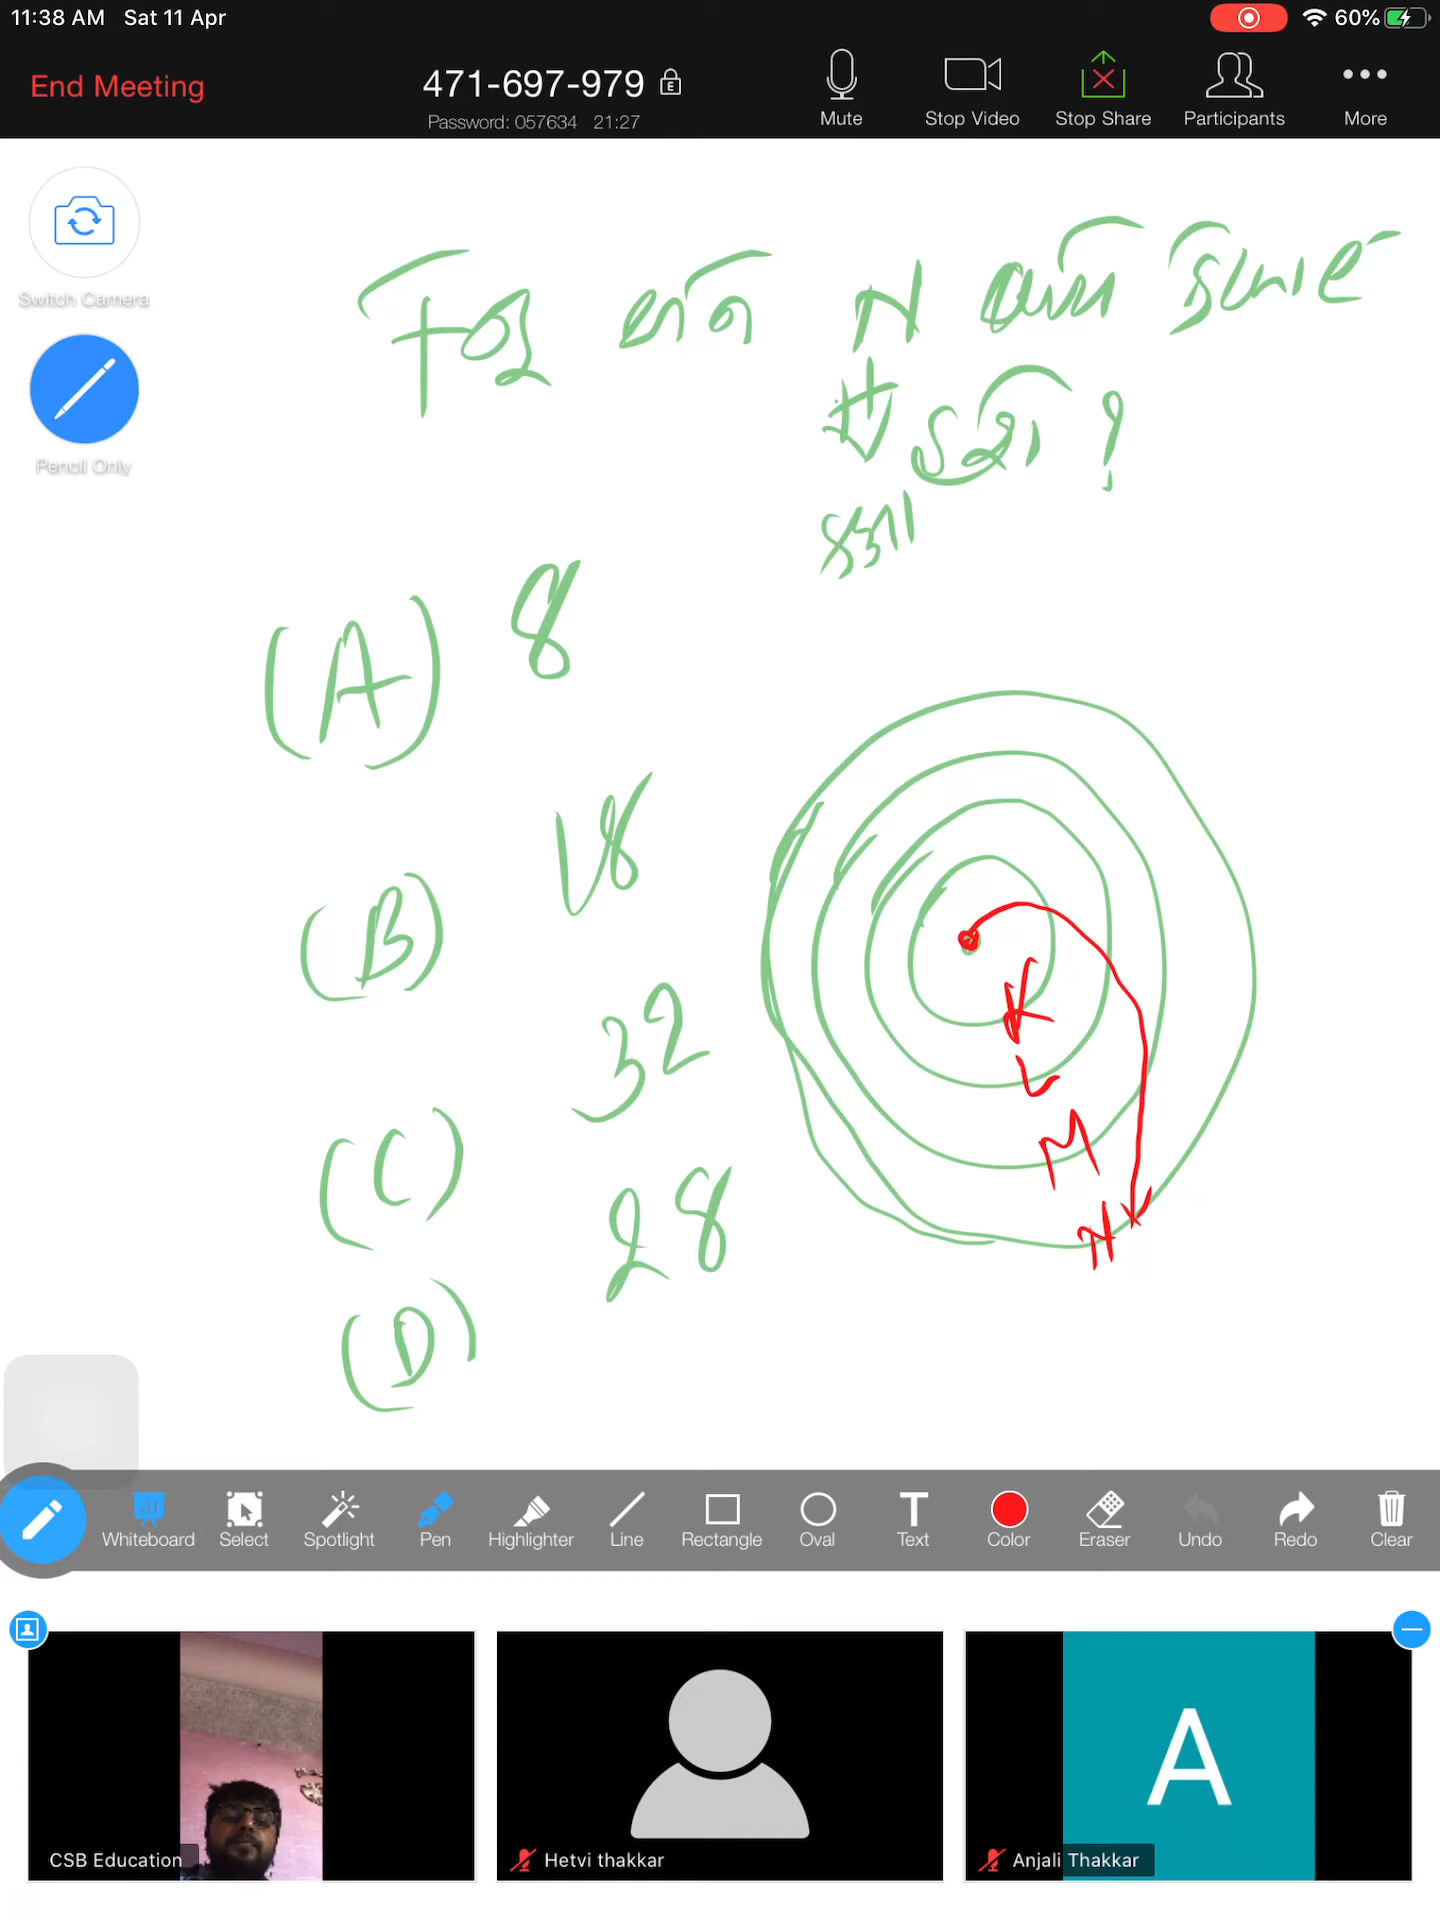 11:38 AM Sat 11 Apr
60%
End Meeting
471-697-979
Password: 057634 21:27
Mute
Stop Video
Stop Share
Participants
More
Switch Camera
Pencil Only
N
?
(A) 8
(B) 18
(C) 32
(D) 28
K
L
M
N
Whiteboard
Select
Spotlight
Pen
Highlighter
Line
Rectangle
Oval
T
Text
Color
Eraser
Undo
Redo
Clear
CSB Education
Hetvi thakkar
A
Anjali Thakkar